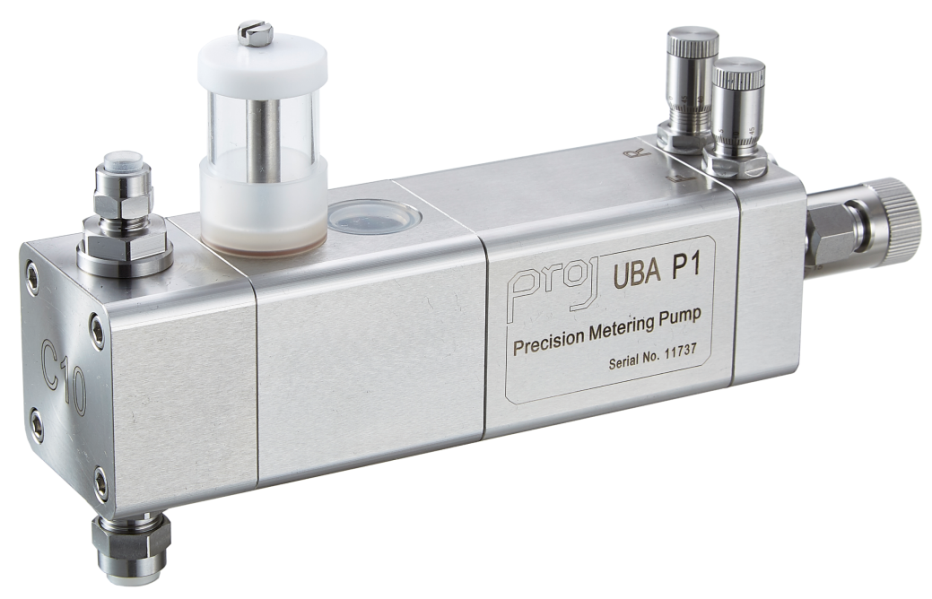 R
F
proj UBA P1
Precision Metering Pump
Serial No. 11737
C10